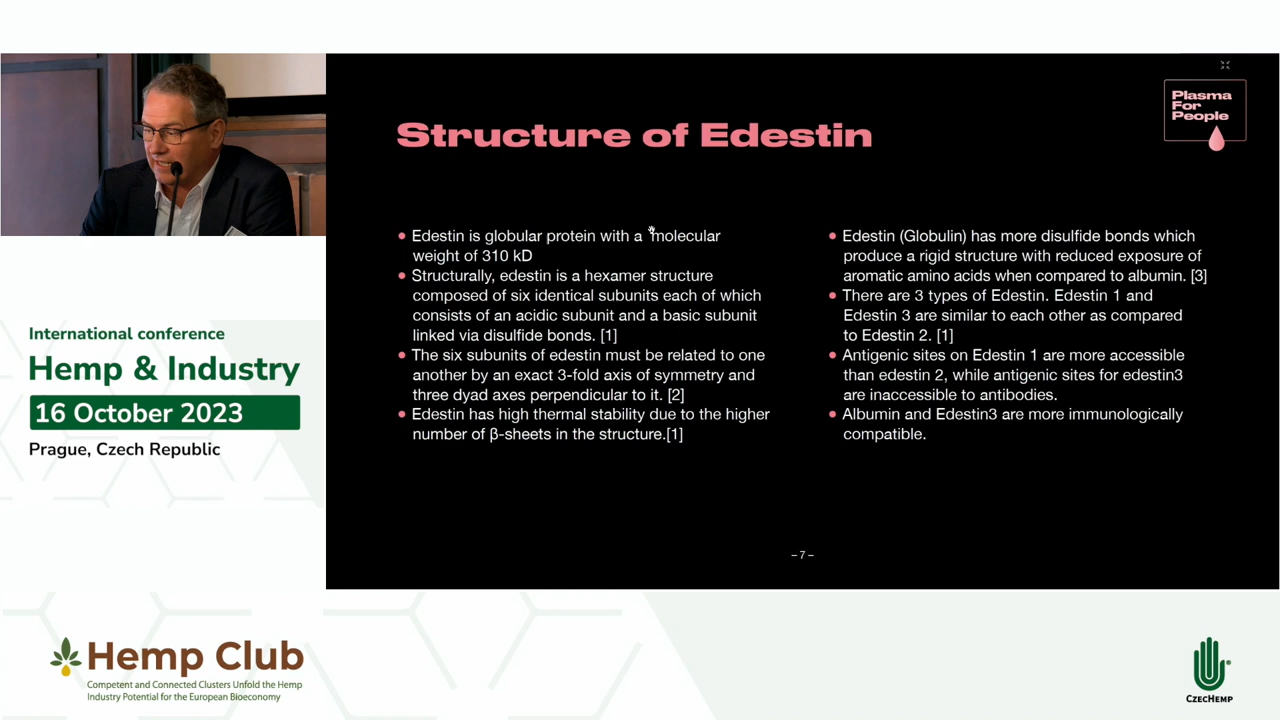 Plasma
For
People
Structure of Edestin
• Edestin is globular protein with a molecular
weight of 310 kD
• Structurally, edestin is a hexamer structure
composed of six identical subunits each of which
consists of an acidic subunit and a basic subunit
linked via disulfide bonds. [1]
• The six subunits of edestin must be related to one
another by an exact 3-fold axis of symmetry and
three dyad axes perpendicular to it. [2]
• Edestin has high thermal stability due to the higher
number of β-sheets in the structure.[1]
• Edestin (Globulin) has more disulfide bonds which
produce a rigid structure with reduced exposure of
aromatic amino acids when compared to albumin. [3]
• There are 3 types of Edestin. Edestin 1 and
Edestin 3 are similar to each other as compared
to Edestin 2. [1]
• Antigenic sites on Edestin 1 are more accessible
than edestin 2, while antigenic sites for edestin3
are inaccessible to antibodies.
• Albumin and Edestin3 are more immunologically
compatible.
– 7 –
International conference
Hemp & Industry
16 October 2023
Prague, Czech Republic
Hemp Club
Competent and Connected Clusters Unfold the Hemp
Industry Potential for the European Bioeconomy
®
CzecHemp